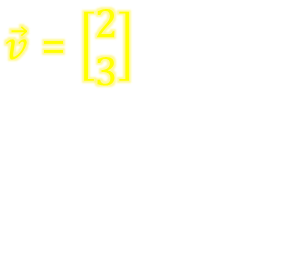 v⃗ = [2
3]